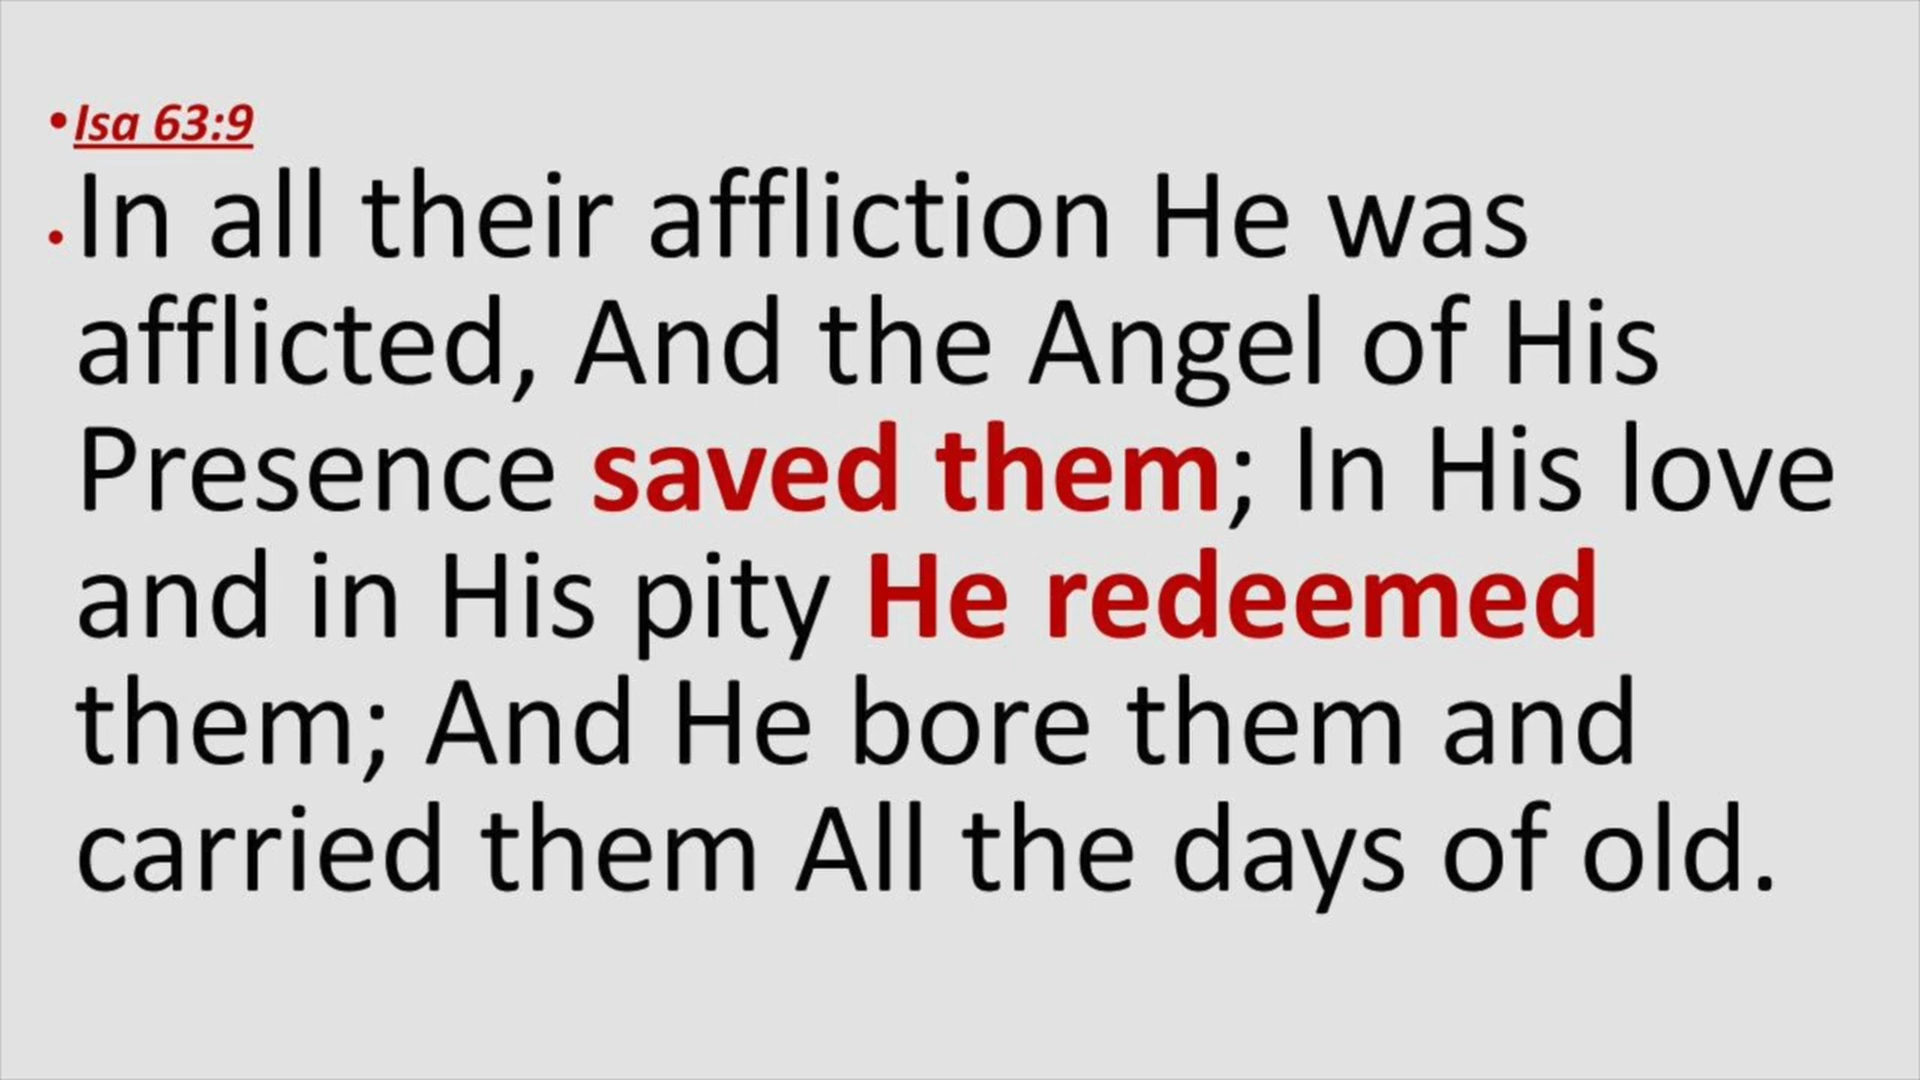 •Isa 63:9
•In all their affliction He was
afflicted, And the Angel of His
Presence saved them; In His love
and in His pity He redeemed
them; And He bore them and
carried them All the days of old.